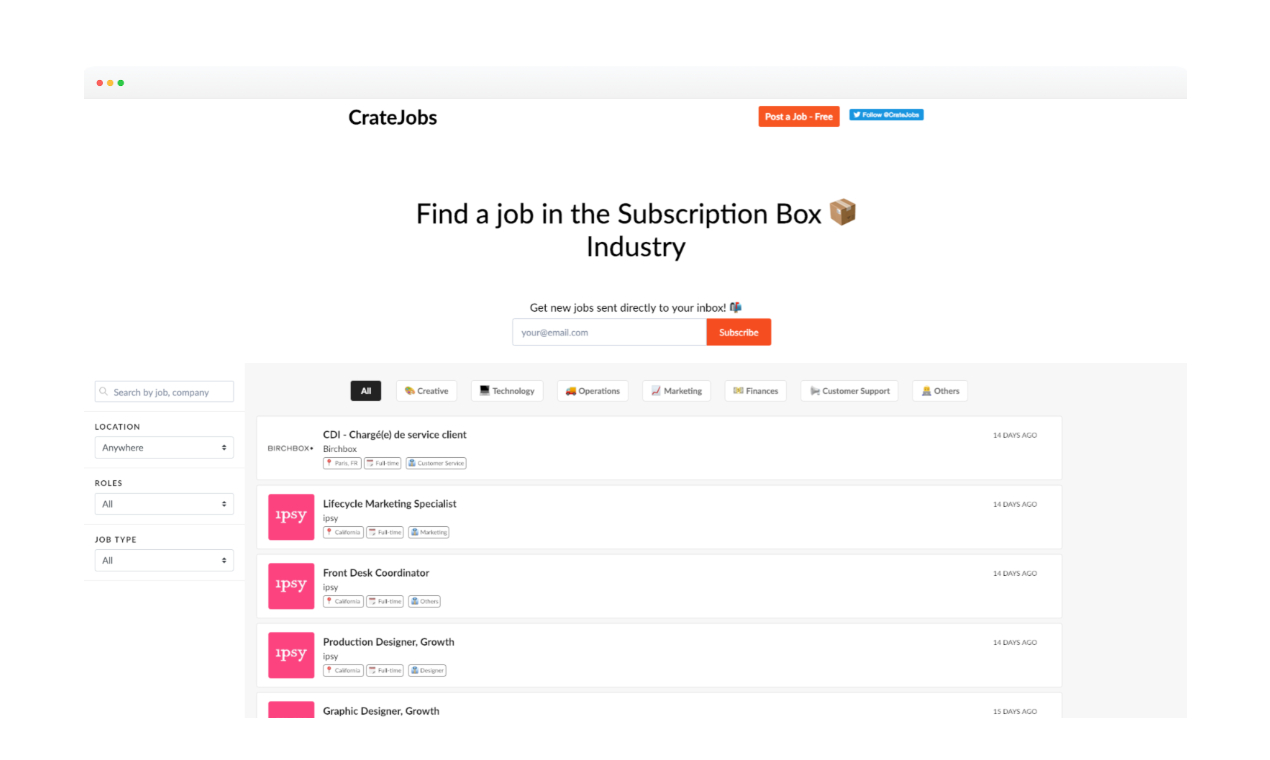 CrateJobs
Post a Job - Free
Follow @CrateJobs
Find a job in the Subscription Box
Industry
Get new jobs sent directly to your inbox!
your@email.com
Subscribe
Search by job, company
LOCATION
Anywhere
ROLES
All
JOB TYPE
All
All
Creative
Technology
Operations
Marketing
Finances
Customer Support
Others
BIRCHBOX
CDI - Chargé(e) de service client
14 DAYS AGO
Birchbox
Paris, FR
Full-time
Customer Service
ipsy
Lifecycle Marketing Specialist
14 DAYS AGO
ipsy
California
Full-time
Marketing
ipsy
Front Desk Coordinator
14 DAYS AGO
ipsy
California
Full-time
Others
ipsy
Production Designer, Growth
14 DAYS AGO
ipsy
California
Full-time
Designer
Graphic Designer, Growth
15 DAYS AGO